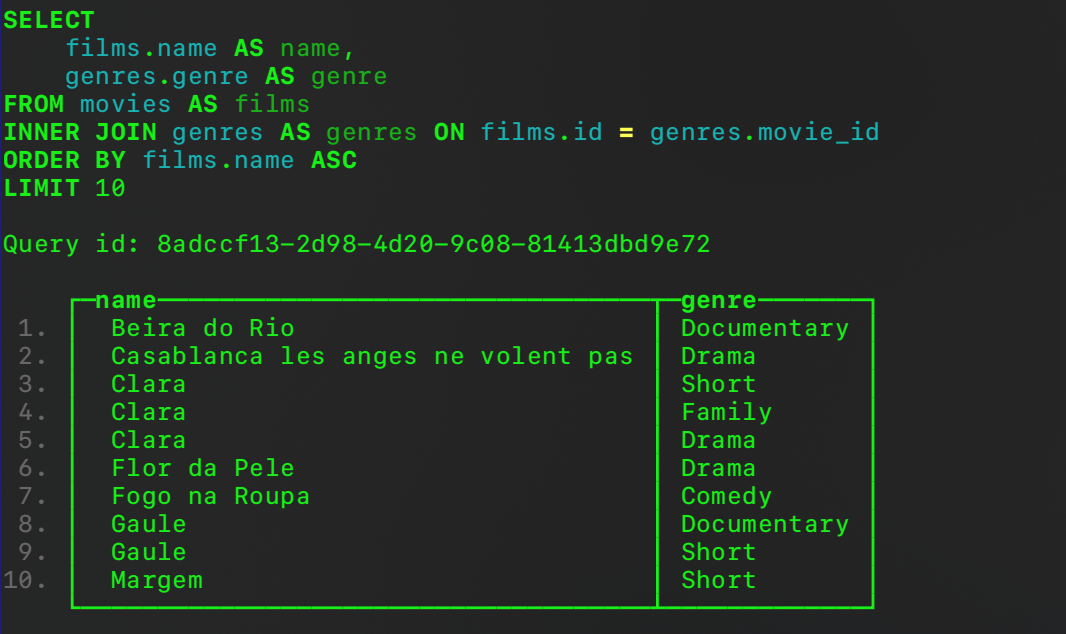 SELECT
    films.name AS name,
    genres.genre AS genre
FROM movies AS films
INNER JOIN genres AS genres ON films.id = genres.movie_id
ORDER BY films.name ASC
LIMIT 10

Query id: 8adccf13-2d98-4d20-9c08-81413dbd9e72

name genre
1. Beira do Rio Documentary
2. Casablanca les anges ne volent pas Drama
3. Clara Short
4. Clara Family
5. Clara Drama
6. Flor da Pele Drama
7. Fogo na Roupa Comedy
8. Gaule Documentary
9. Gaule Short
10. Margem Short